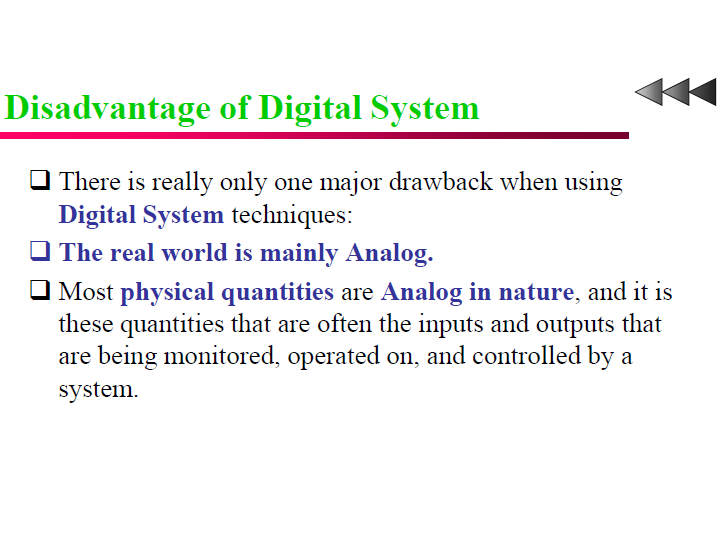 Disadvantage of Digital System
❑ There is really only one major drawback when using
Digital System techniques:
❑ The real world is mainly Analog.
❑ Most physical quantities are Analog in nature, and it is
these quantities that are often the inputs and outputs that
are being monitored, operated on, and controlled by a
system.